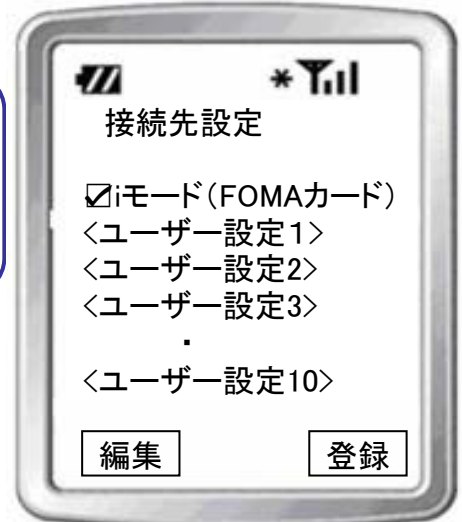 接続先設定
☑iモード(FOMAカード)
<ユーザー設定1>
<ユーザー設定2>
<ユーザー設定3>
・
<ユーザー設定10>
編集 登録